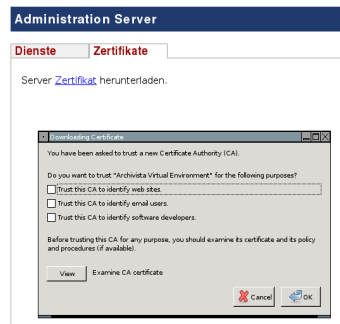 Administration Server
Dienste Zertifikate
Server Zertifikat herunterladen.
Downloading Certificate
You have been asked to trust a new Certificate Authority (CA).
Do you want to trust "Archivista Virtual Environment" for the following purposes?
Trust this CA to identify web sites.
Trust this CA to identify email users.
Trust this CA to identify software developers.
Before trusting this CA for any purpose, you should examine its certificate and its policy
and procedures (if available).
View Examine CA certificate
Cancel OK